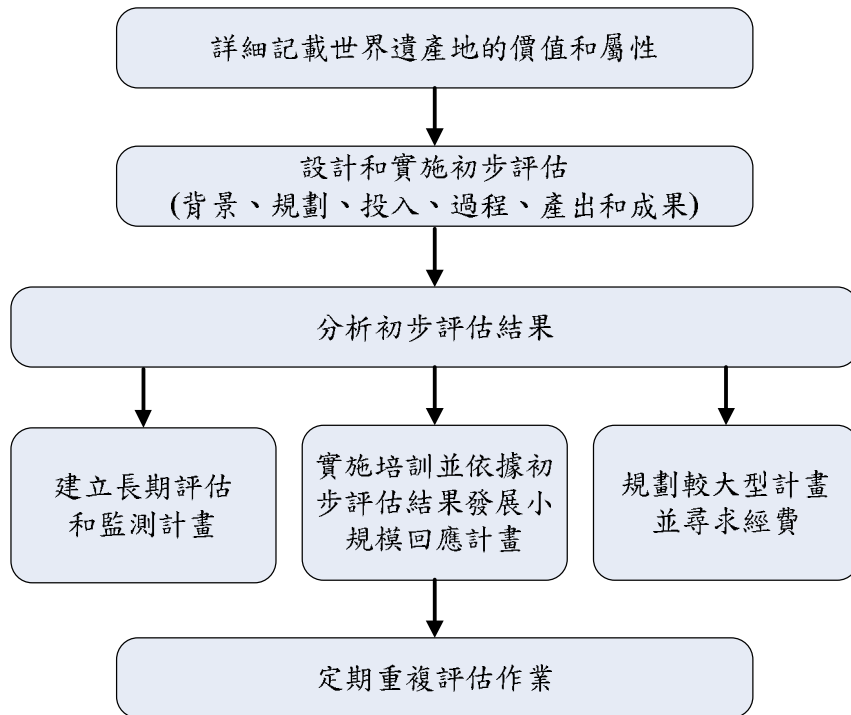 詳細記載世界遺產地的價值和屬性
設計和實施初步評估
(背景、規劃、投入、過程、產出和成果)
分析初步評估結果
建立長期評估
和監測計畫
實施培訓並依據初
步評估結果發展小
規模回應計畫
規劃較大型計畫
並尋求經費
定期重複評估作業